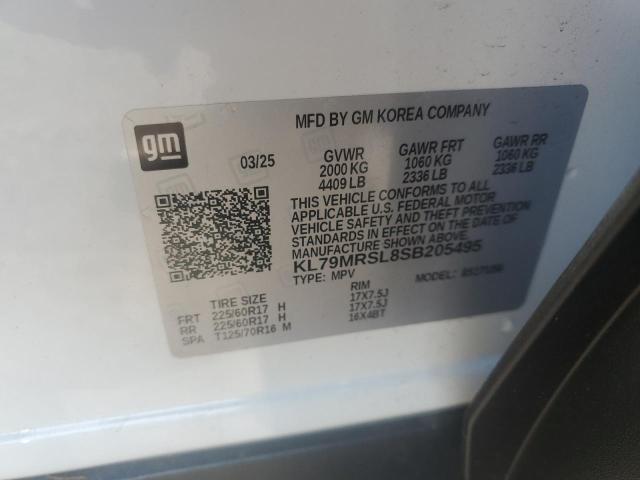 MFD BY GM KOREA COMPANY
gm
03/25 GVWR GAWR FRT GAWR RR
2000 KG 1060 KG 1060 KG
4409 LB 2336 LB 2336 LB
THIS VEHICLE CONFORMS TO ALL
APPLICABLE U.S. FEDERAL MOTOR
VEHICLE SAFETY AND THEFT PREVENTION
STANDARDS IN EFFECT ON THE DATE OF
MANUFACTURE SHOWN ABOVE.
KL79MRSL8SB205495
TYPE: MPV MODEL:
TIRE SIZE RIM
FRT 225/60R17 H 17X7.5J
RR 225/60R17 H 17X7.5J
SPA T125/70R16 M 16X4BT